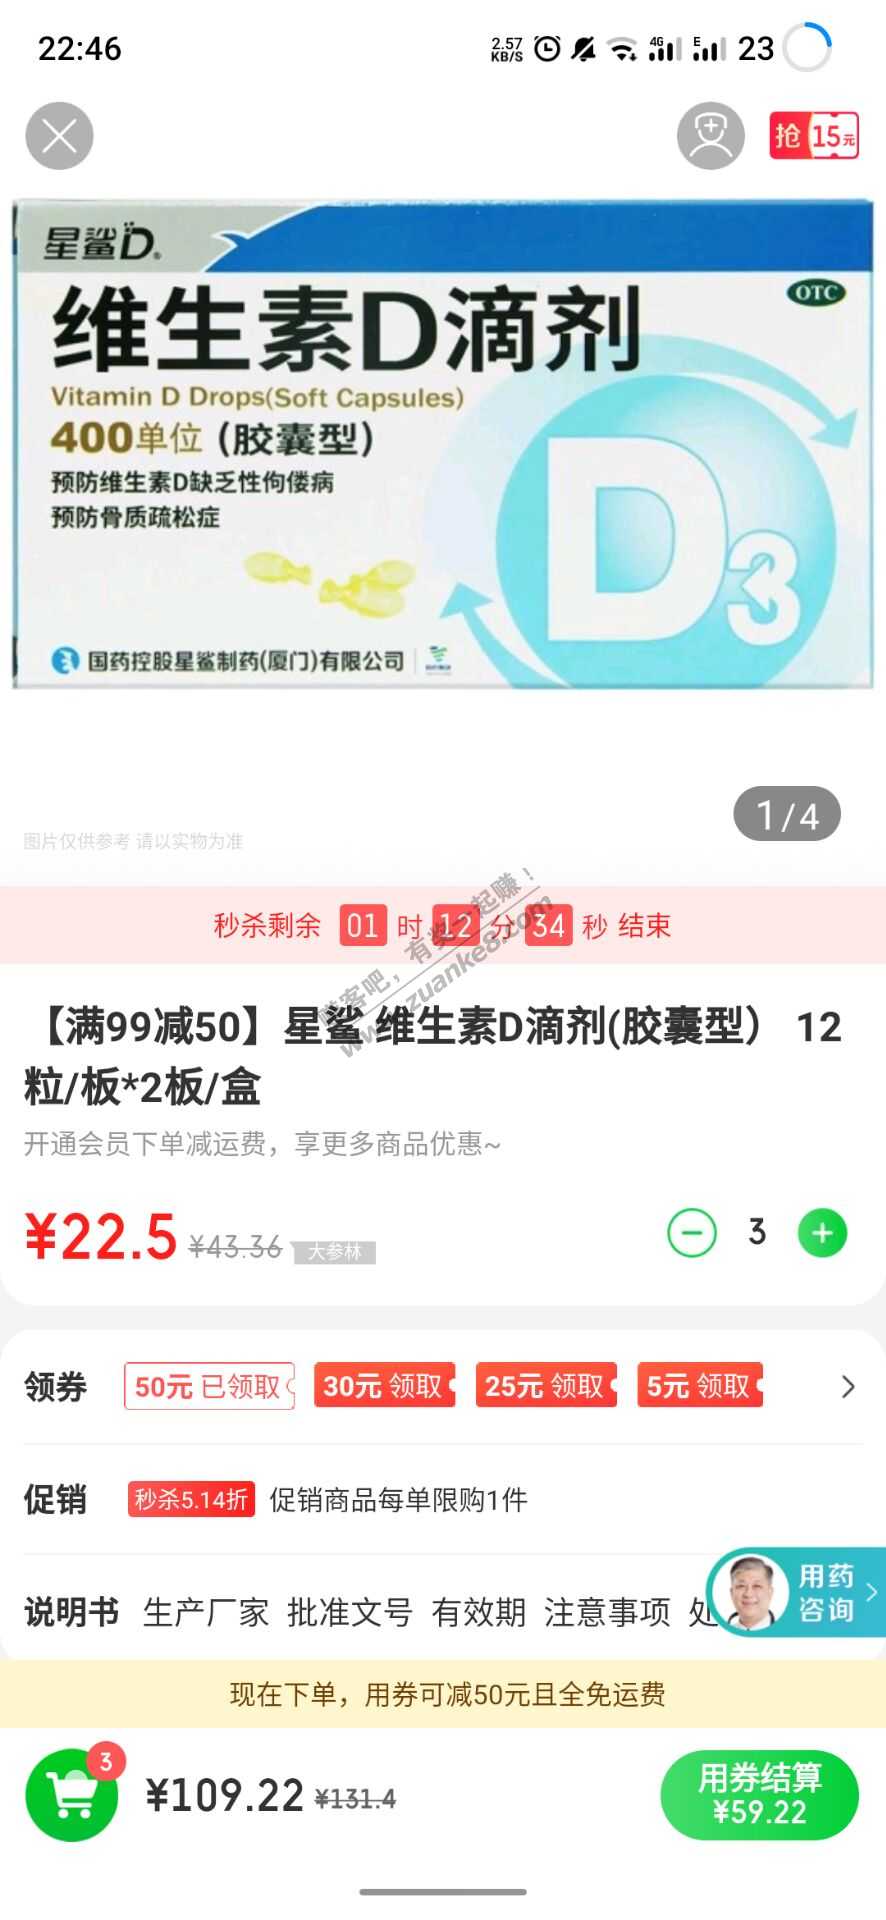 22:46
2.57
KB/S
4G
E
23
抢 15元
星鲨D®
维生素D滴剂
OTC
Vitamin D Drops(Soft Capsules)
400单位（胶囊型）
预防维生素D缺乏性佝偻病
预防骨质疏松症
D3
国药控股星鲨制药(厦门)有限公司
1/4
图片仅供参考 请以实物为准
秒杀剩余 01 时 12 分 34 秒 结束
赚客吧，有奖一起赚！
www.zuanke8.com
【满99减50】星鲨 维生素D滴剂(胶囊型） 12
粒/板*2板/盒
开通会员下单减运费，享更多商品优惠~
¥22.5 ¥43.36 大参林
3
领券 50元 已领取 30元 领取 25元 领取 5元 领取
促销 秒杀5.14折 促销商品每单限购1件
说明书 生产厂家 批准文号 有效期 注意事项 处
用药
咨询
现在下单，用券可减50元且全免运费
3
¥109.22 ¥131.4
用券结算
¥59.22